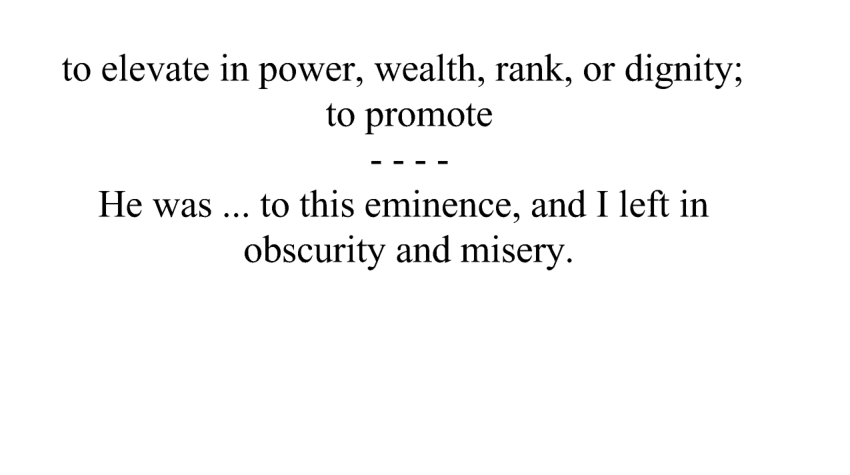 to elevate in power, wealth, rank, or dignity;
to promote
- - - -
He was ... to this eminence, and I left in
obscurity and misery.